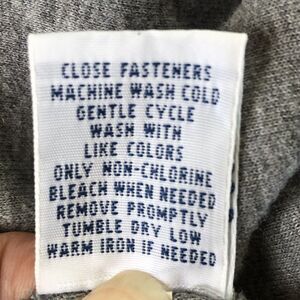 CLOSE FASTENERS
MACHINE WASH COLD
GENTLE CYCLE
WASH WITH
LIKE COLORS
ONLY NON-CHLORINE
BLEACH WHEN NEEDED
REMOVE PROMPTLY
TUMBLE DRY LOW
WARM IRON IF NEEDED